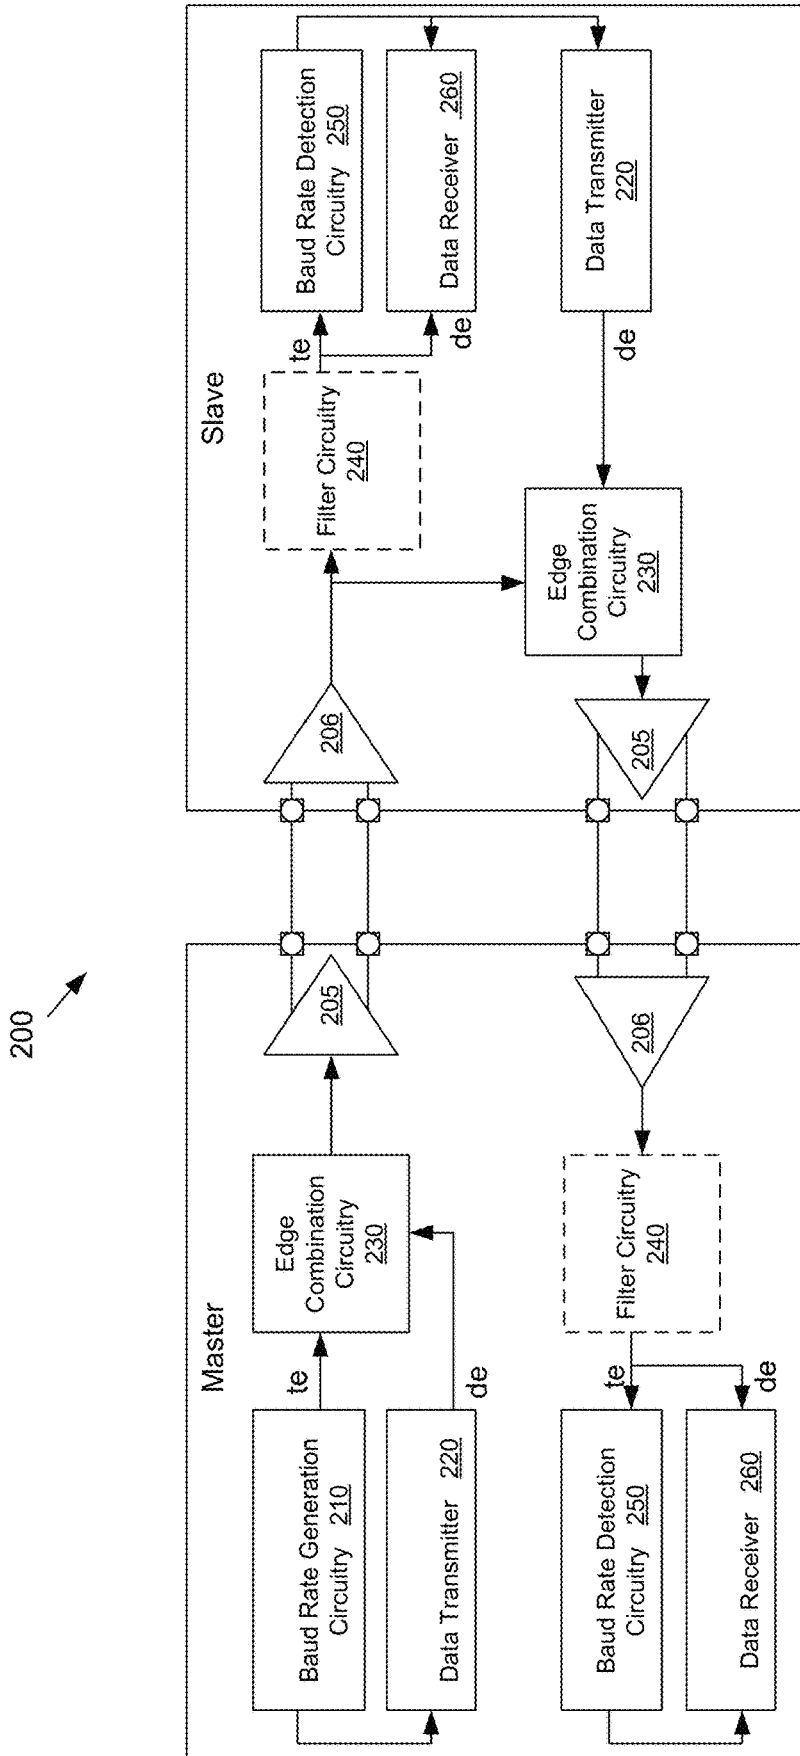 200
Master
Baud Rate Generation
Circuitry 210
te
Data Transmitter 220
de
Edge
Combination
Circuitry
230
205
Baud Rate Detection
Circuitry 250
te
Data Receiver 260
de
Filter Circuitry
240
206
Slave
206
Filter Circuitry
240
te
Baud Rate Detection
Circuitry 250
de
Data Receiver 260
205
Edge
Combination
Circuitry
230
de
Data Transmitter
220